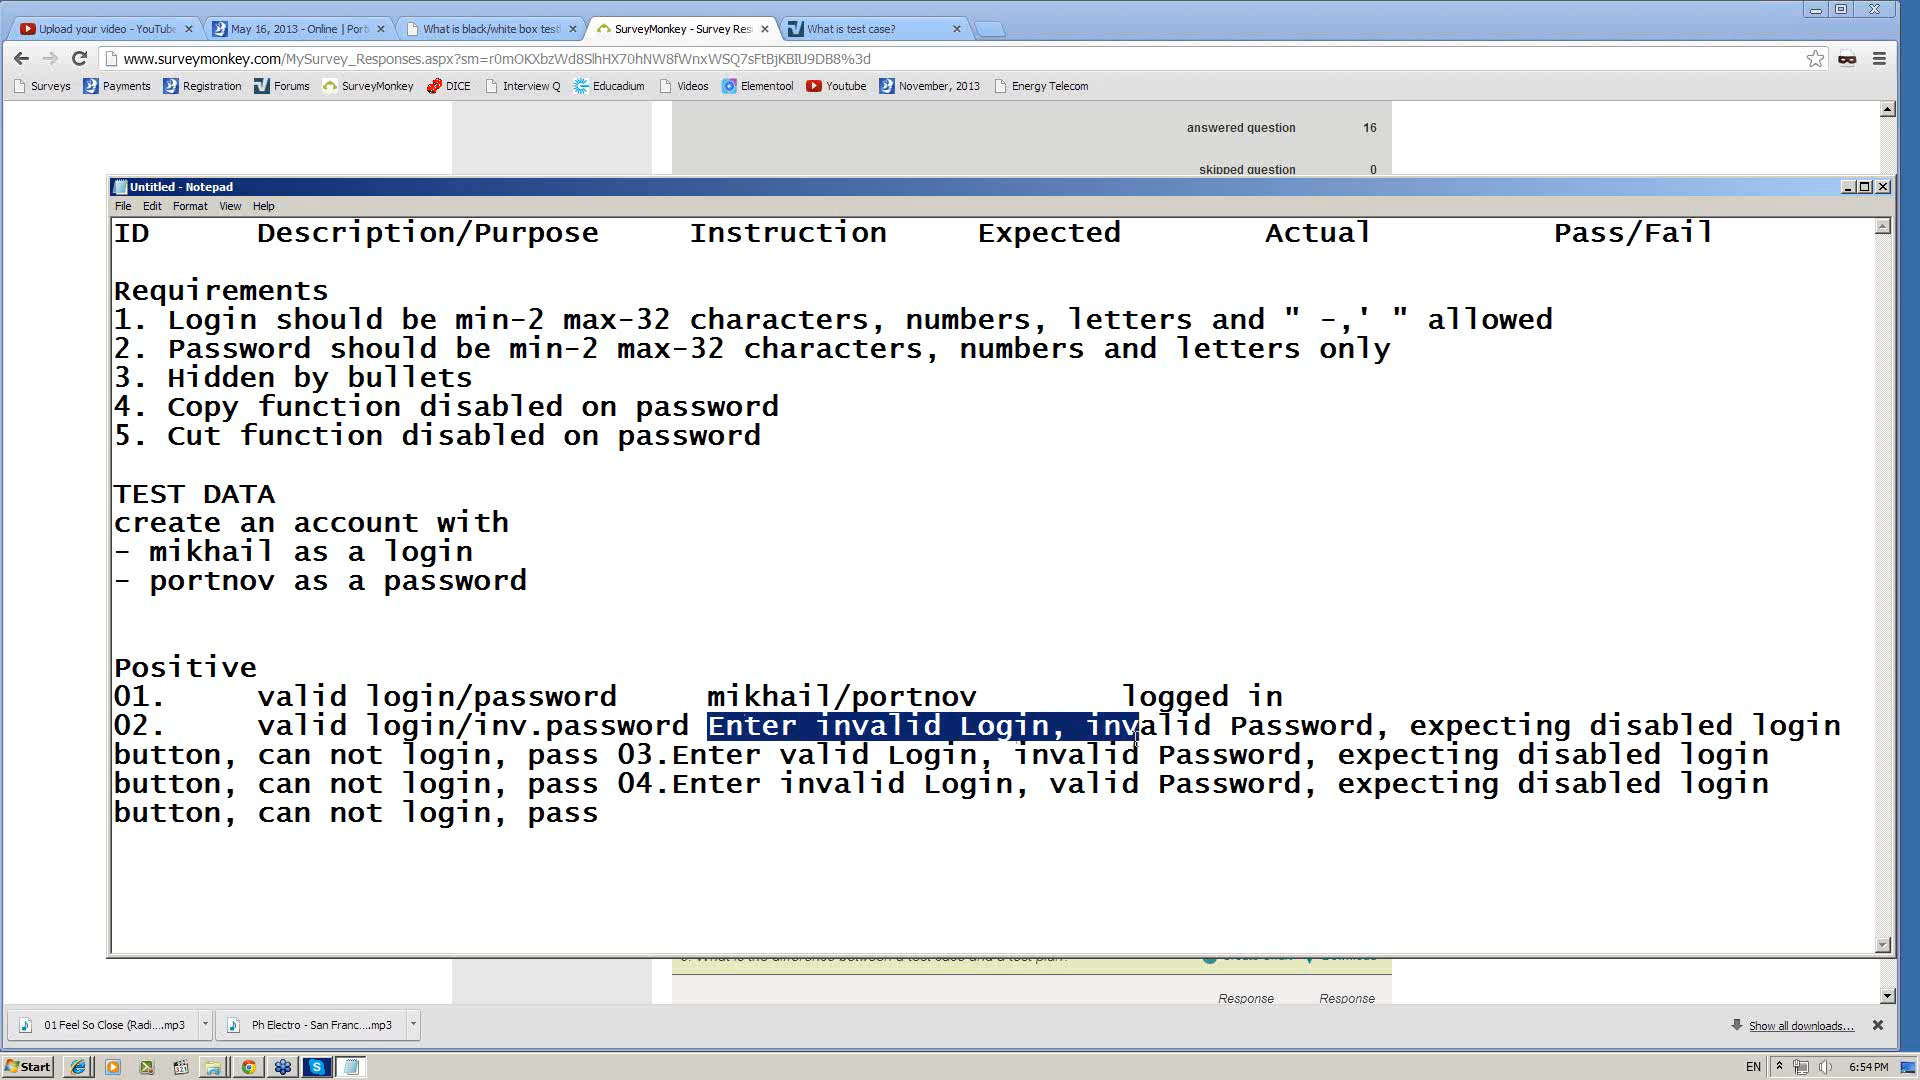 Upload your video - YouTube
May 16, 2013 - Online | Port
What is black/white box testi
SurveyMonkey - Survey Res
What is test case?
www.surveymonkey.com/MySurvey_Responses.aspx?sm=r0mOKXbzWd8SlhHX70hNW8fWnxWSQ7sFtBjKBIU9DB8%3d
Surveys Payments Registration Forums SurveyMonkey DICE Interview Q Educadium Videos Elementool Youtube November, 2013 Energy Telecom
answered question 16
skipped question 0
Untitled - Notepad
File Edit Format View Help
ID Description/Purpose Instruction Expected Actual Pass/Fail
Requirements
1. Login should be min-2 max-32 characters, numbers, letters and " -,' " allowed
2. Password should be min-2 max-32 characters, numbers and letters only
3. Hidden by bullets
4. Copy function disabled on password
5. Cut function disabled on password
TEST DATA
create an account with
- mikhail as a login
- portnov as a password
Positive
01. valid login/password mikhail/portnov logged in
02. valid login/inv.password Enter invalid Login, invalid Password, expecting disabled login
button, can not login, pass 03.Enter valid Login, invalid Password, expecting disabled login
button, can not login, pass 04.Enter invalid Login, valid Password, expecting disabled login
button, can not login, pass
What is the difference between a test case and a test plan?
Response Response
01 Feel So Close (Radi....mp3
Ph Electro - San Franc....mp3
Show all downloads...
Start
EN
6:54 PM